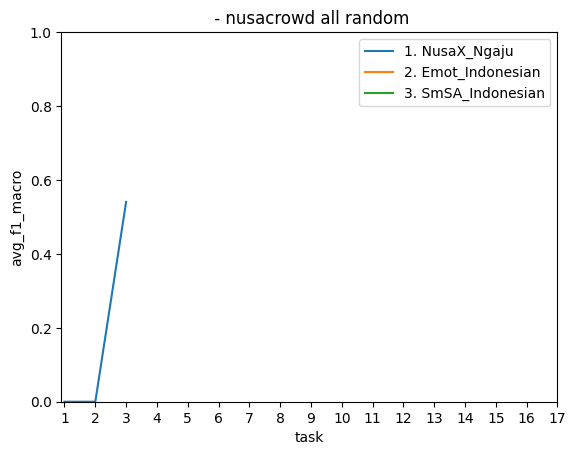 - nusacrowd all random
1. NusaX_Ngaju
2. Emot_Indonesian
3. SmSA_Indonesian
avg_f1_macro
1.0
0.8
0.6
0.4
0.2
0.0
1 2 3 4 5 6 7 8 9 10 11 12 13 14 15 16 17
task